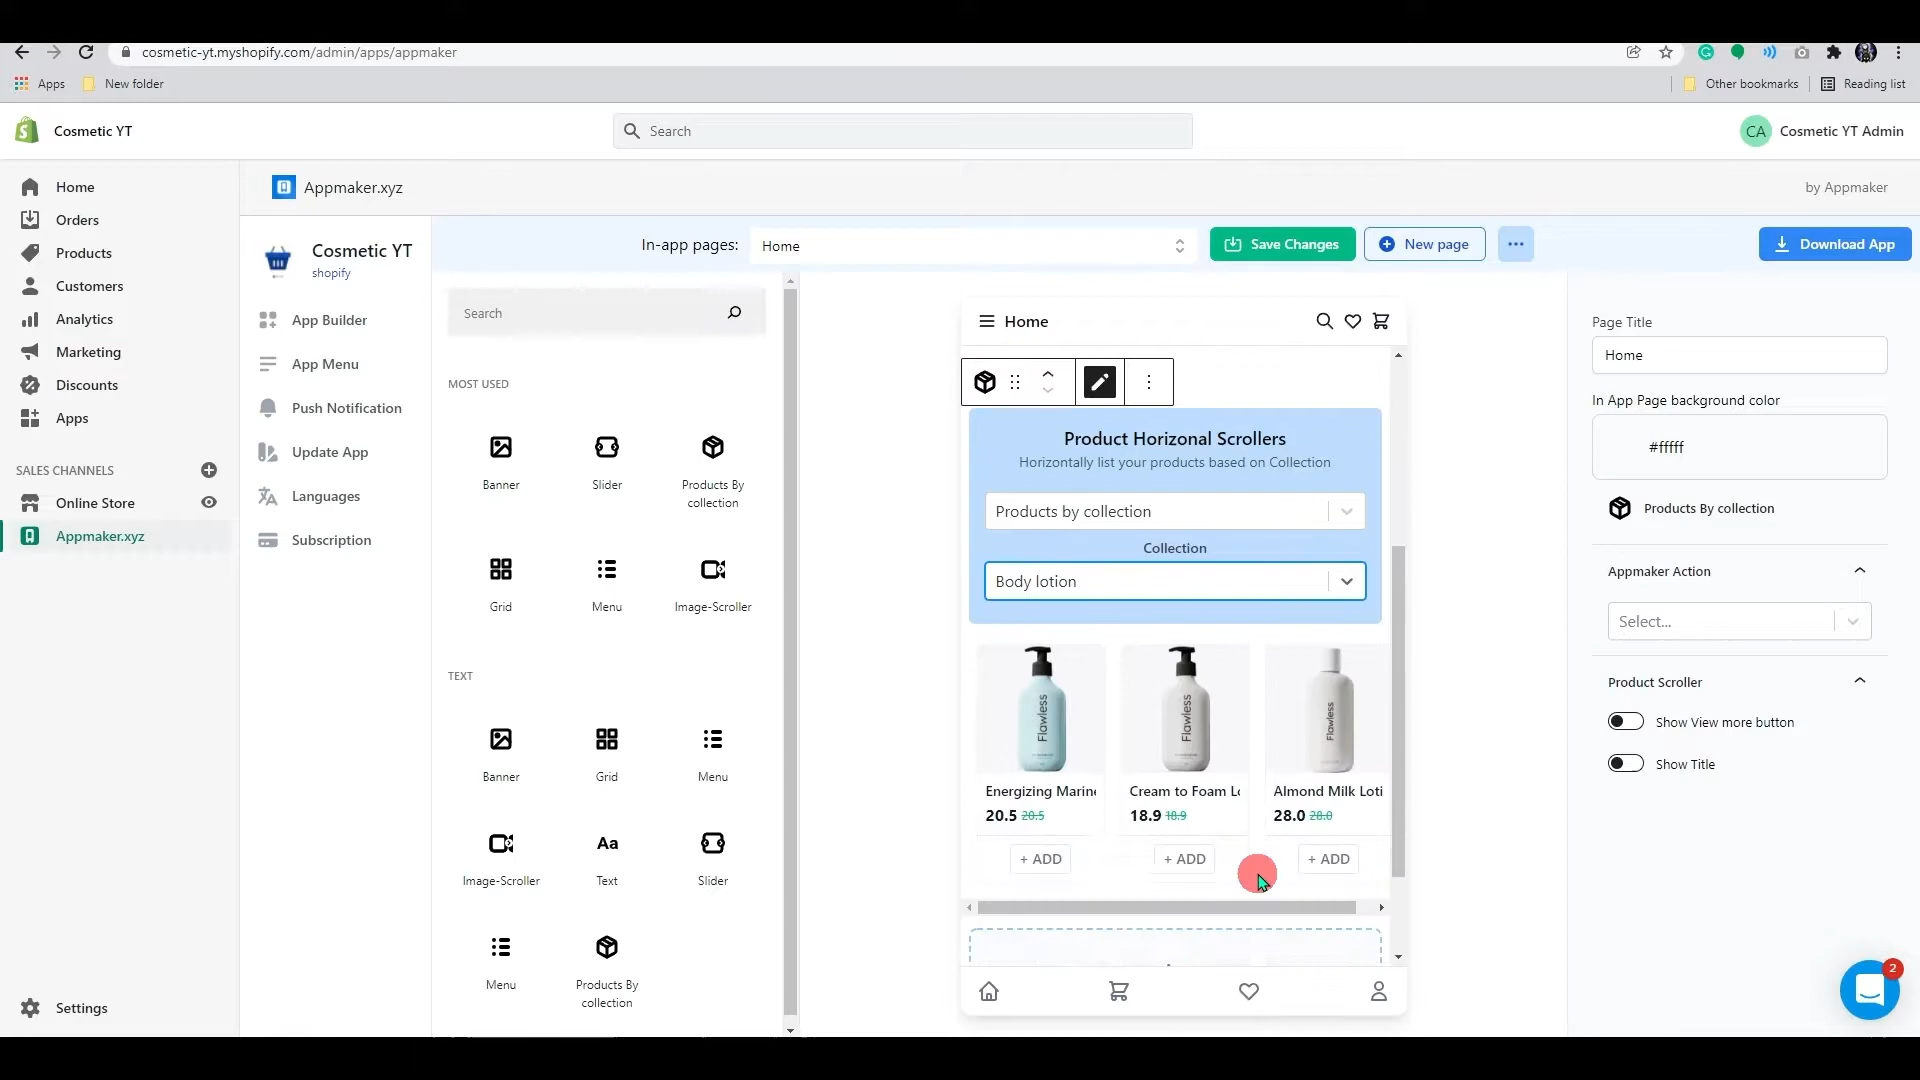 cosmetic-yt.myshopify.com/admin/apps/appmaker
Apps
New folder
Other bookmarks
Reading list
Cosmetic YT
Search
CA
Cosmetic YT Admin
Home
Orders
Products
Customers
Analytics
Marketing
Discounts
Apps
SALES CHANNELS
Online Store
Appmaker.xyz
Settings
Appmaker.xyz
by Appmaker
Cosmetic YT
shopify
App Builder
App Menu
Push Notification
Update App
Languages
Subscription
In-app pages:
Home
Save Changes
New page
Download App
Search
MOST USED
Banner
Slider
Products By
collection
Grid
Menu
Image-Scroller
TEXT
Banner
Grid
Menu
Image-Scroller
Aa
Text
Slider
Menu
Products By
collection
Home
Product Horizonal Scrollers
Horizontally list your products based on Collection
Products by collection
Collection
Body lotion
Flawless
Flawless
Flawless
Energizing Marine
Cream to Foam Lo
Almond Milk Loti
20.5 20.5
18.9 18.9
28.0 28.0
+ ADD
+ ADD
+ ADD
Page Title
Home
In App Page background color
#fffff
Products By collection
Appmaker Action
Select...
Product Scroller
Show View more button
Show Title
2